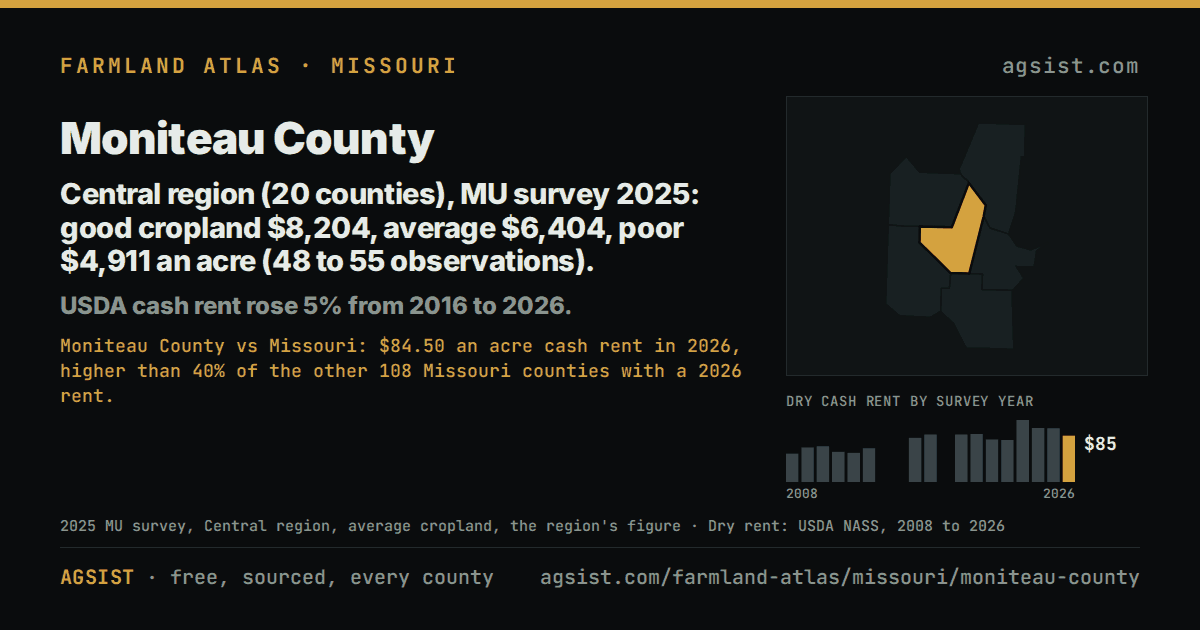 FARMLAND ATLAS · MISSOURI
agsist.com
Moniteau County
Central region (20 counties), MU survey 2025:
good cropland $8,204, average $6,404, poor
$4,911 an acre (48 to 55 observations).
USDA cash rent rose 5% from 2016 to 2026.
Moniteau County vs Missouri: $84.50 an acre cash rent in 2026,
higher than 40% of the other 108 Missouri counties with a 2026
rent.
DRY CASH RENT BY SURVEY YEAR
$85
2008 2026
2025 MU survey, Central region, average cropland, the region's figure · Dry rent: USDA NASS, 2008 to 2026
AGSIST · free, sourced, every county
agsist.com/farmland-atlas/missouri/moniteau-county